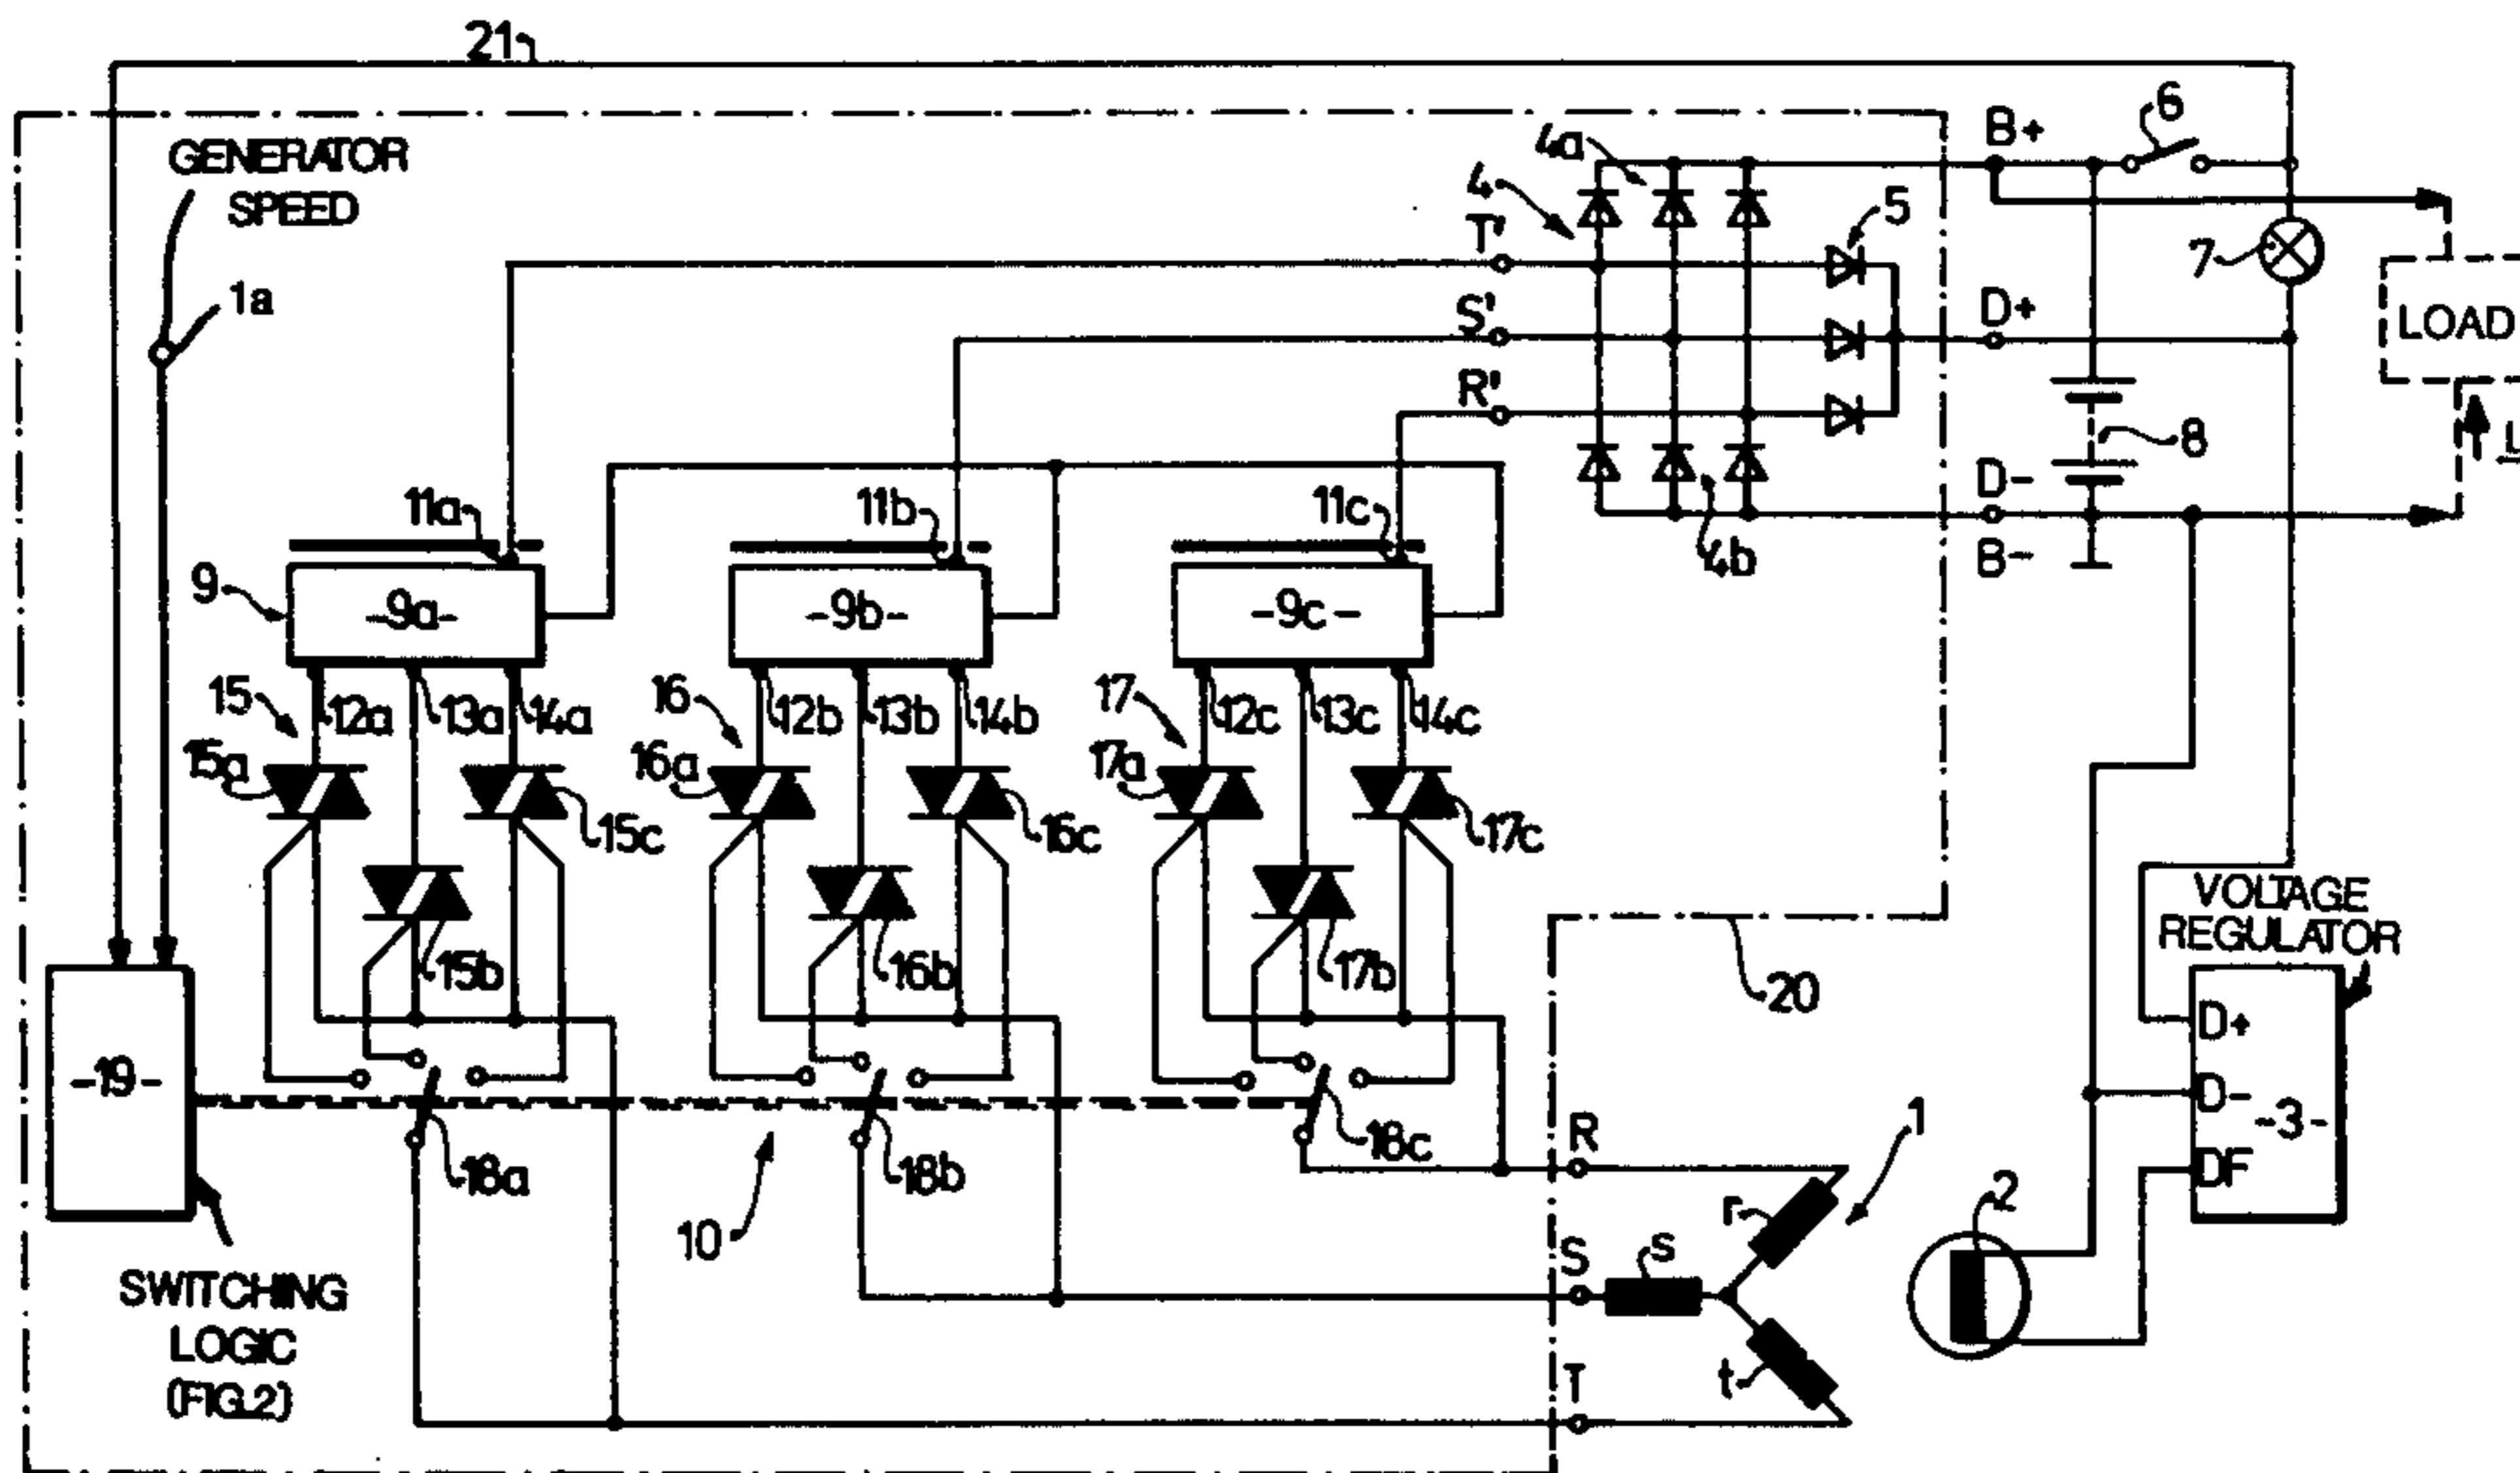 21
GENERATOR
SPEED
1a
4a
4
T'
S'
R'
5
B+
6
7
D+
LOAD
8
D-
B-
4b
L
11a
11b
11c
9
-9a-
-9b-
-9c-
15
12a
13a
14a
16
12b
13b
14b
17
12c
13c
14c
15a
15c
16a
16c
17a
17c
15b
16b
17b
20
VOLTAGE
REGULATOR
D+
D-
-3-
DF
-19-
18a
18b
18c
10
R
1
r
S
s
2
T
t
SWITCHING
LOGIC
(FIG.2)